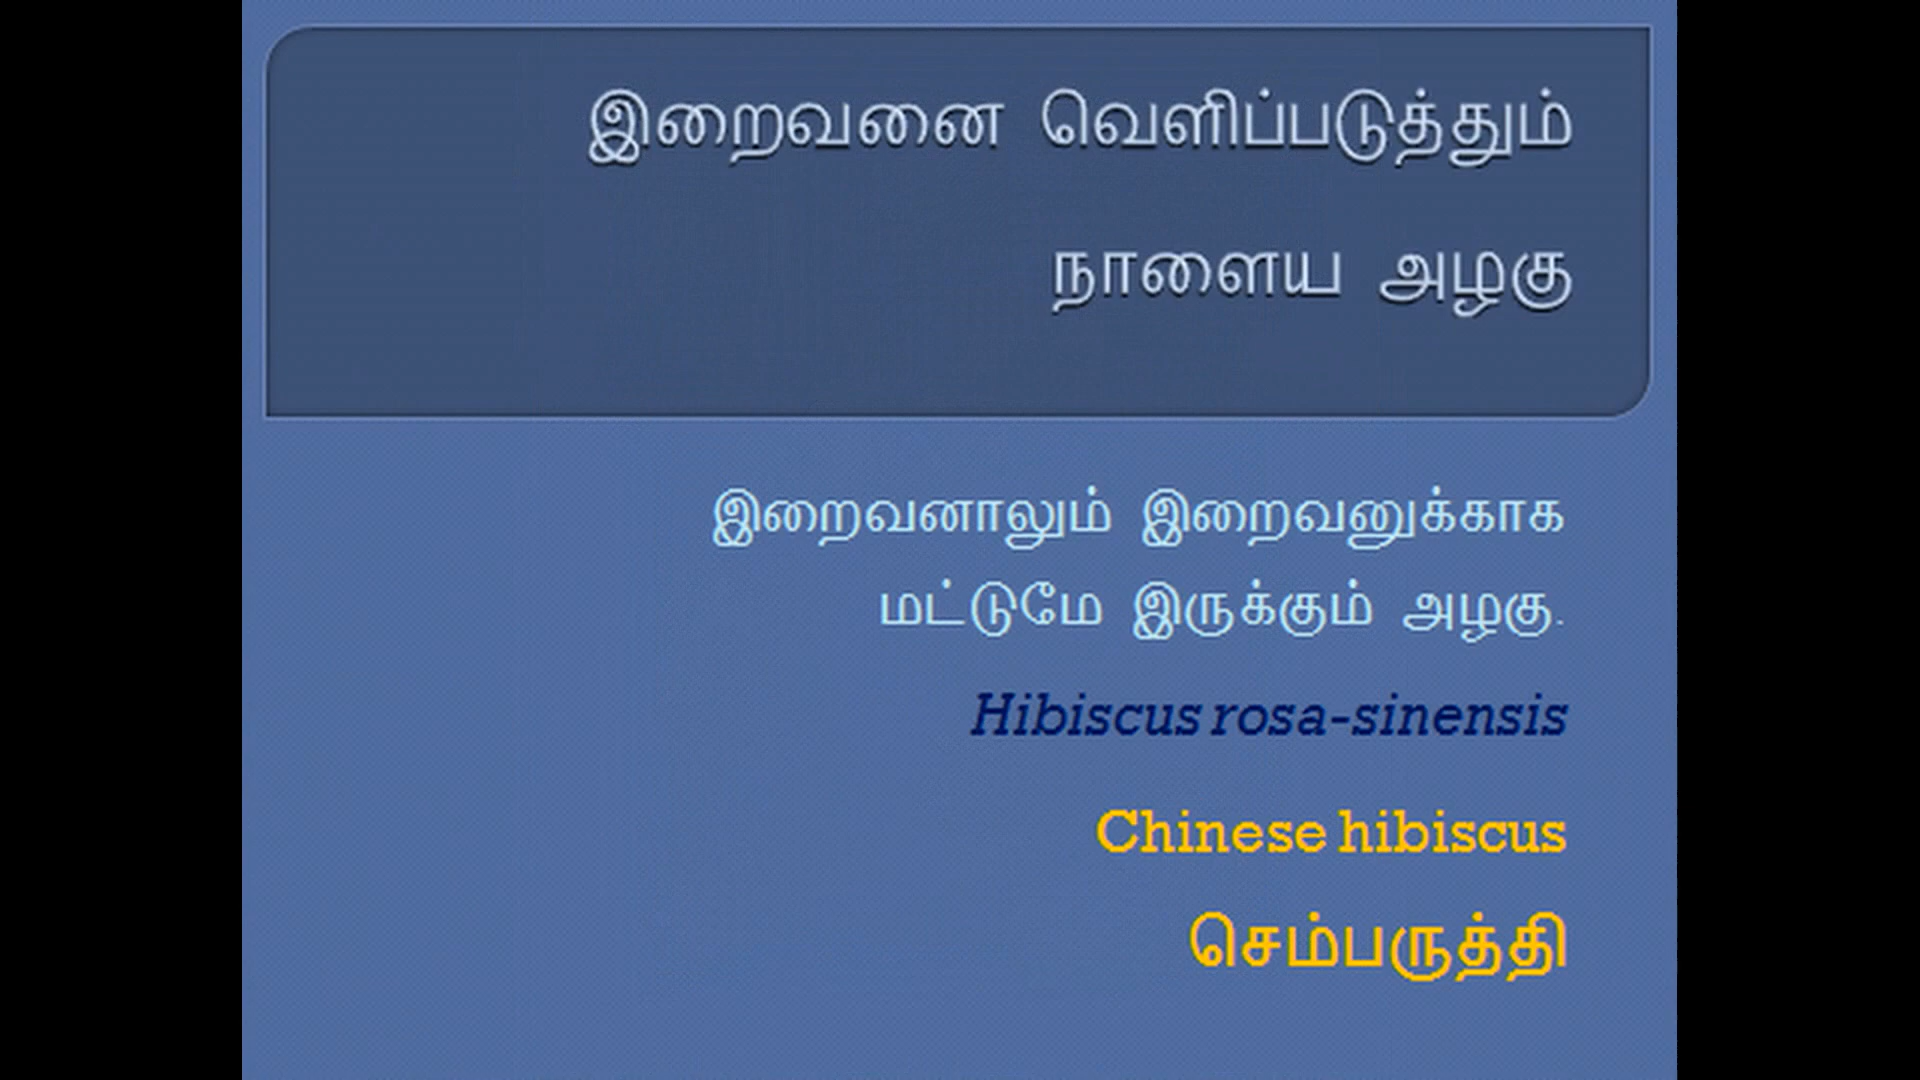 இறைவனை வெளிப்படுத்தும்
நாளைய அழகு
இறைவனாலும் இறைவனுக்காக
மட்டுமே இருக்கும் அழகு.
Hibiscus rosa-sinensis
Chinese hibiscus
செம்பருத்தி